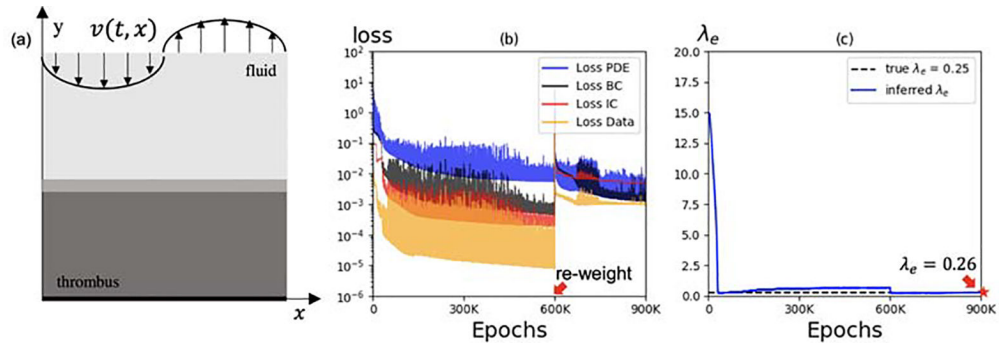 (a)
y
v(t, x)
fluid
thrombus
x
loss
(b)
10²
10¹
10⁰
10⁻¹
10⁻²
10⁻³
10⁻⁴
10⁻⁵
10⁻⁶
Loss PDE
Loss BC
Loss IC
Loss Data
re-weight
0
300K
600K
900K
Epochs
λₑ
(c)
20.0
17.5
15.0
12.5
10.0
7.5
5.0
2.5
0.0
true λₑ = 0.25
inferred λₑ
λₑ = 0.26
0
300K
600K
900K
Epochs